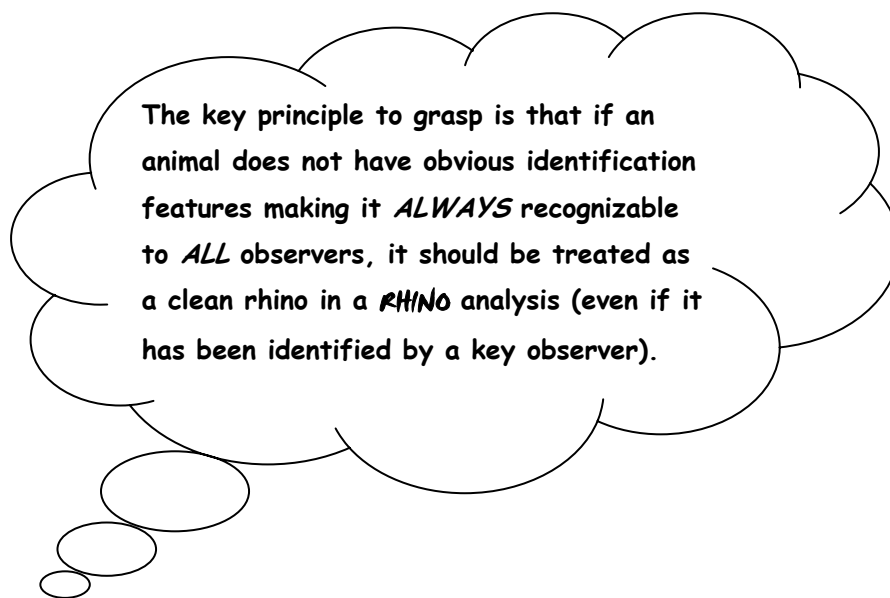 The key principle to grasp is that if an
animal does not have obvious identification
features making it ALWAYS recognizable
to ALL observers, it should be treated as
a clean rhino in a RHINO analysis (even if it
has been identified by a key observer).